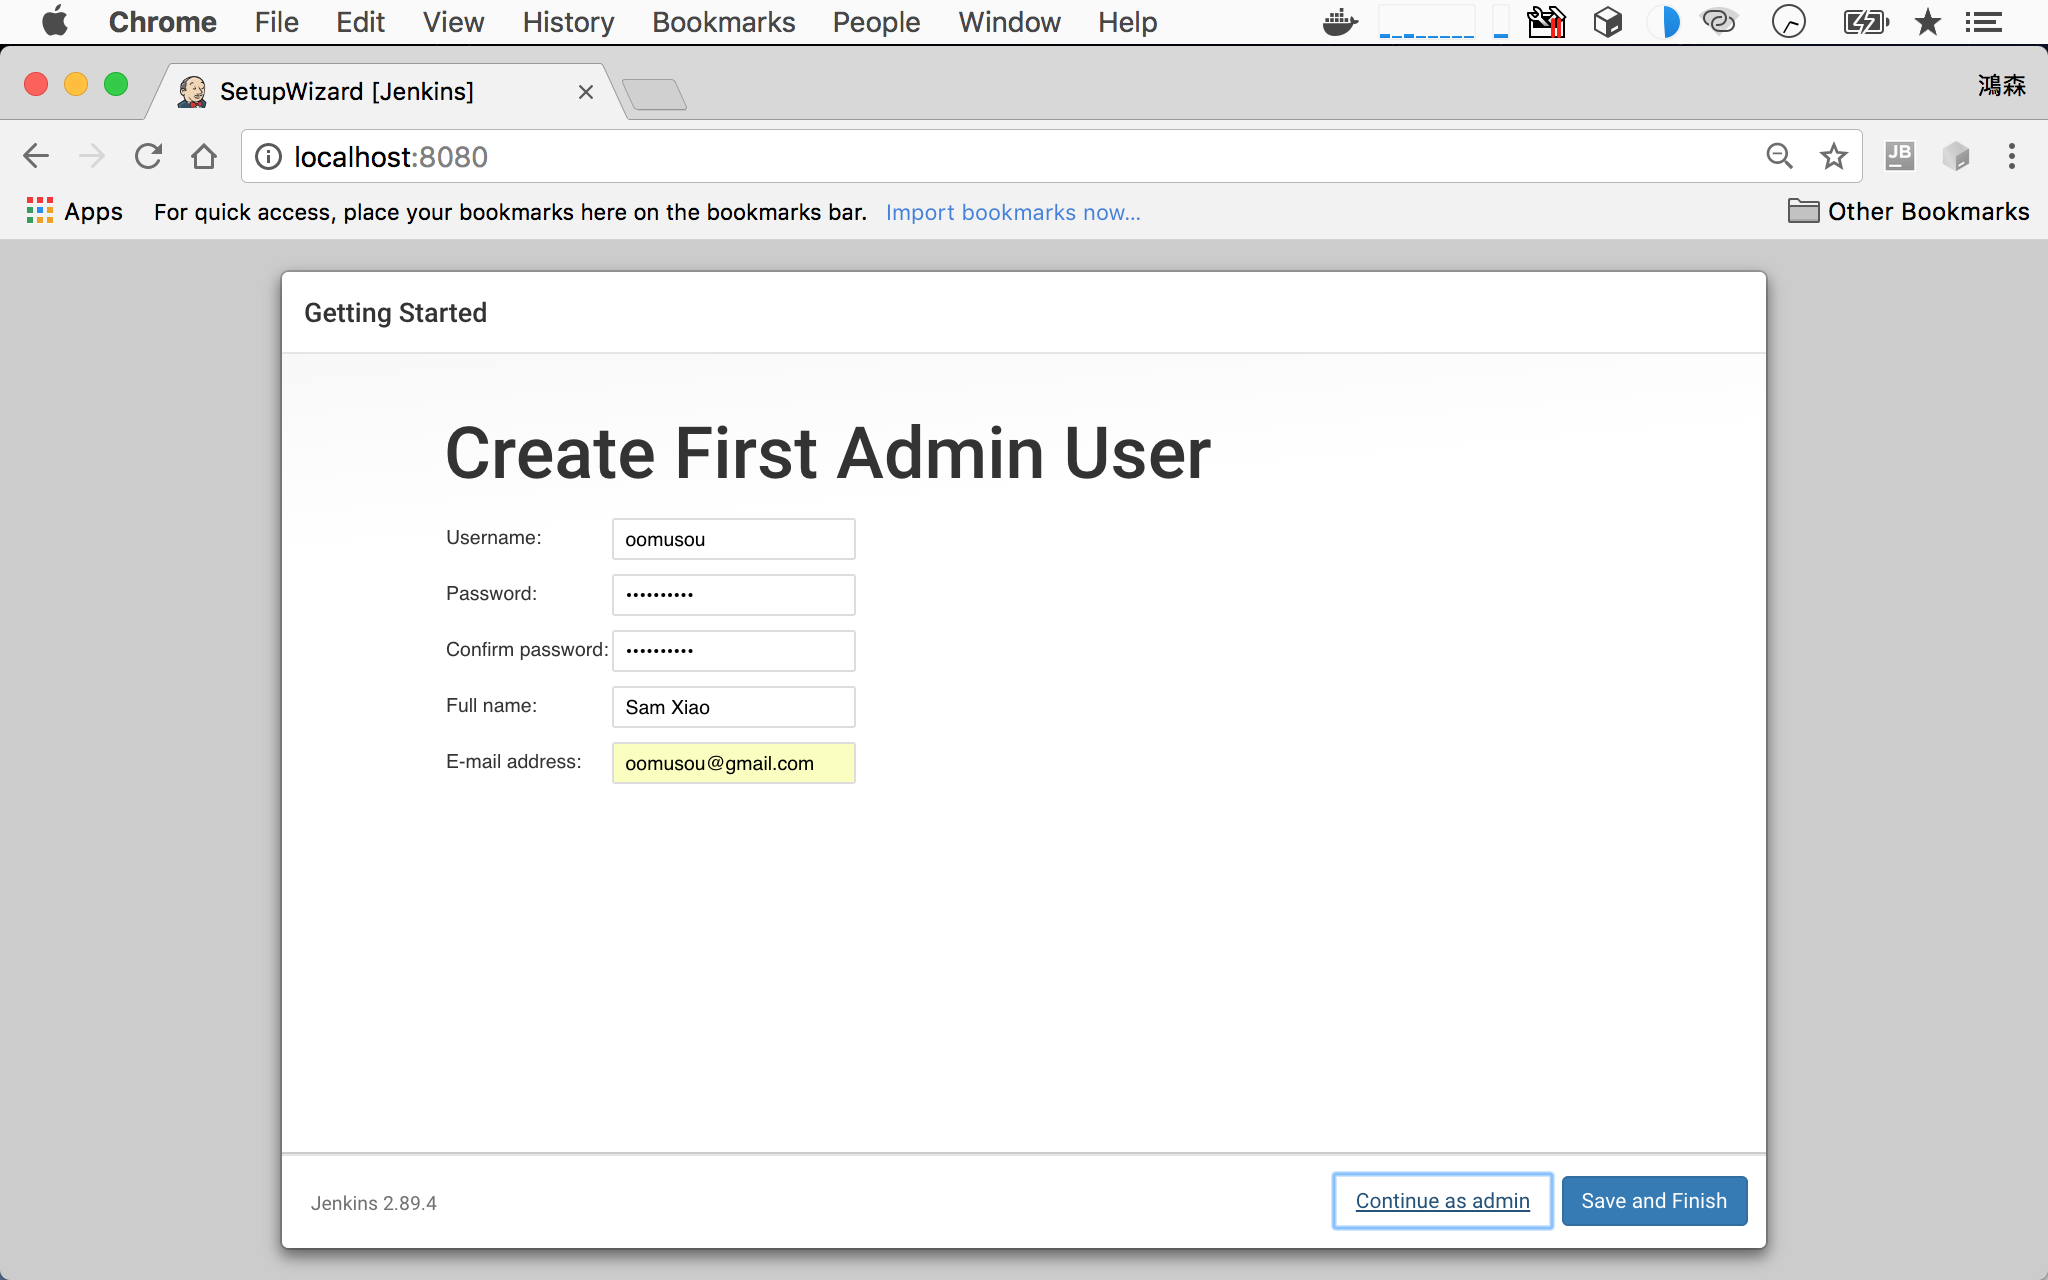 Chrome File Edit View History Bookmarks People Window Help
SetupWizard [Jenkins]
鴻森
localhost:8080
JB
Apps For quick access, place your bookmarks here on the bookmarks bar. Import bookmarks now... Other Bookmarks
Getting Started
Create First Admin User
Username: oomusou
Password: ••••••••••
Confirm password: ••••••••••
Full name: Sam Xiao
E-mail address: oomusou@gmail.com
Jenkins 2.89.4
Continue as admin
Save and Finish